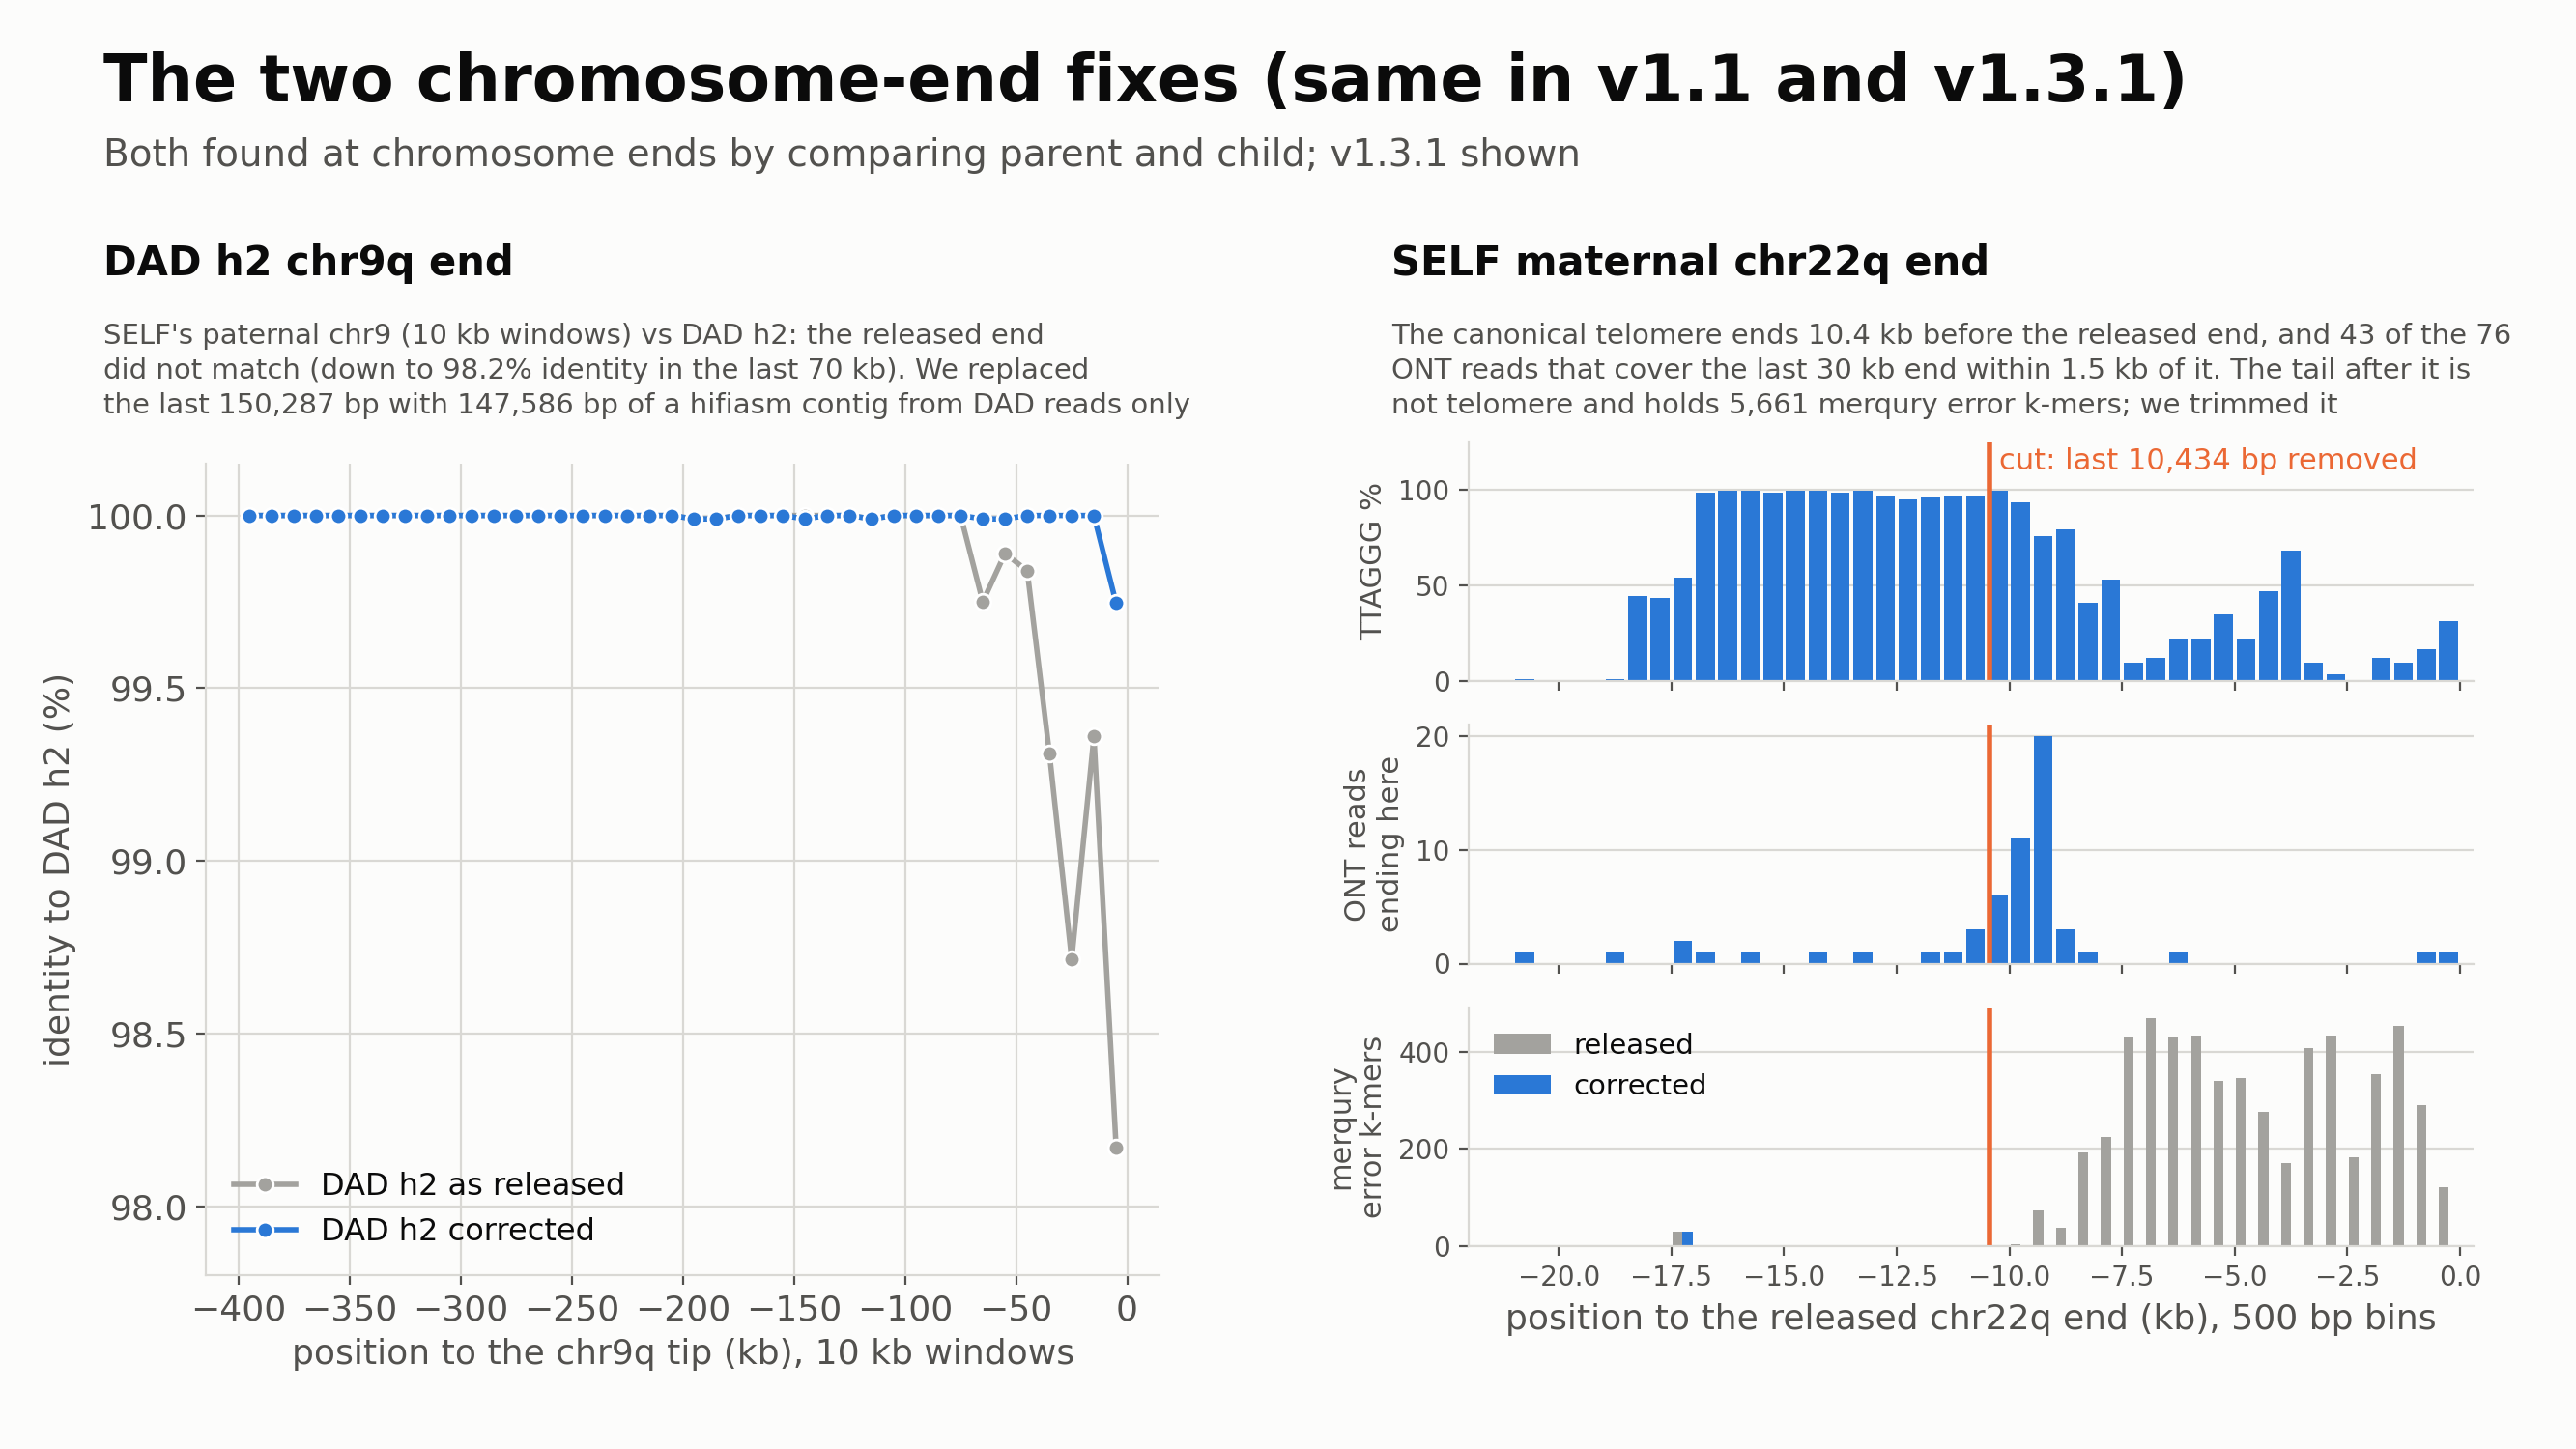 The two chromosome-end fixes (same in v1.1 and v1.3.1)
Both found at chromosome ends by comparing parent and child; v1.3.1 shown
DAD h2 chr9q end
SELF's paternal chr9 (10 kb windows) vs DAD h2: the released end
did not match (down to 98.2% identity in the last 70 kb). We replaced
the last 150,287 bp with 147,586 bp of a hifiasm contig from DAD reads only
identity to DAD h2 (%)
100.0
99.5
99.0
98.5
98.0
DAD h2 as released
DAD h2 corrected
−400 −350 −300 −250 −200 −150 −100 −50 0
position to the chr9q tip (kb), 10 kb windows
SELF maternal chr22q end
The canonical telomere ends 10.4 kb before the released end, and 43 of the 76
ONT reads that cover the last 30 kb end within 1.5 kb of it. The tail after it is
not telomere and holds 5,661 merqury error k-mers; we trimmed it
cut: last 10,434 bp removed
TTAGGG %
100
50
0
ONT reads
ending here
20
10
0
merqury
error k-mers
400
200
0
released
corrected
−20.0 −17.5 −15.0 −12.5 −10.0 −7.5 −5.0 −2.5 0.0
position to the released chr22q end (kb), 500 bp bins